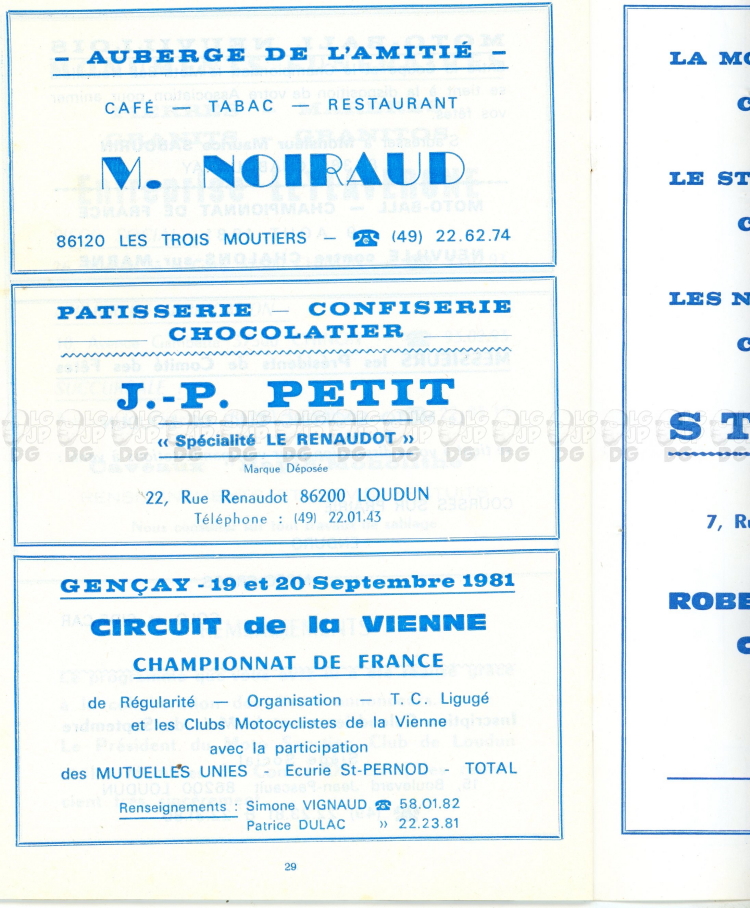 – AUBERGE DE L'AMITIÉ –
CAFÉ — TABAC — RESTAURANT
M. NOIRAUD
86120 LES TROIS MOUTIERS — ☎ (49) 22.62.74
PATISSERIE — CONFISERIE
CHOCOLATIER
J.-P. PETIT
« Spécialité LE RENAUDOT »
Marque Déposée
22, Rue Renaudot 86200 LOUDUN
Téléphone : (49) 22.01.43
GENÇAY - 19 et 20 Septembre 1981
CIRCUIT de la VIENNE
CHAMPIONNAT DE FRANCE
de Régularité — Organisation — T. C. Ligugé
et les Clubs Motocyclistes de la Vienne
avec la participation
des MUTUELLES UNIES - Ecurie St-PERNOD - TOTAL
Renseignements : Simone VIGNAUD ☎ 58.01.82
Patrice DULAC » 22.23.81
29
LA
LE
LES
7,